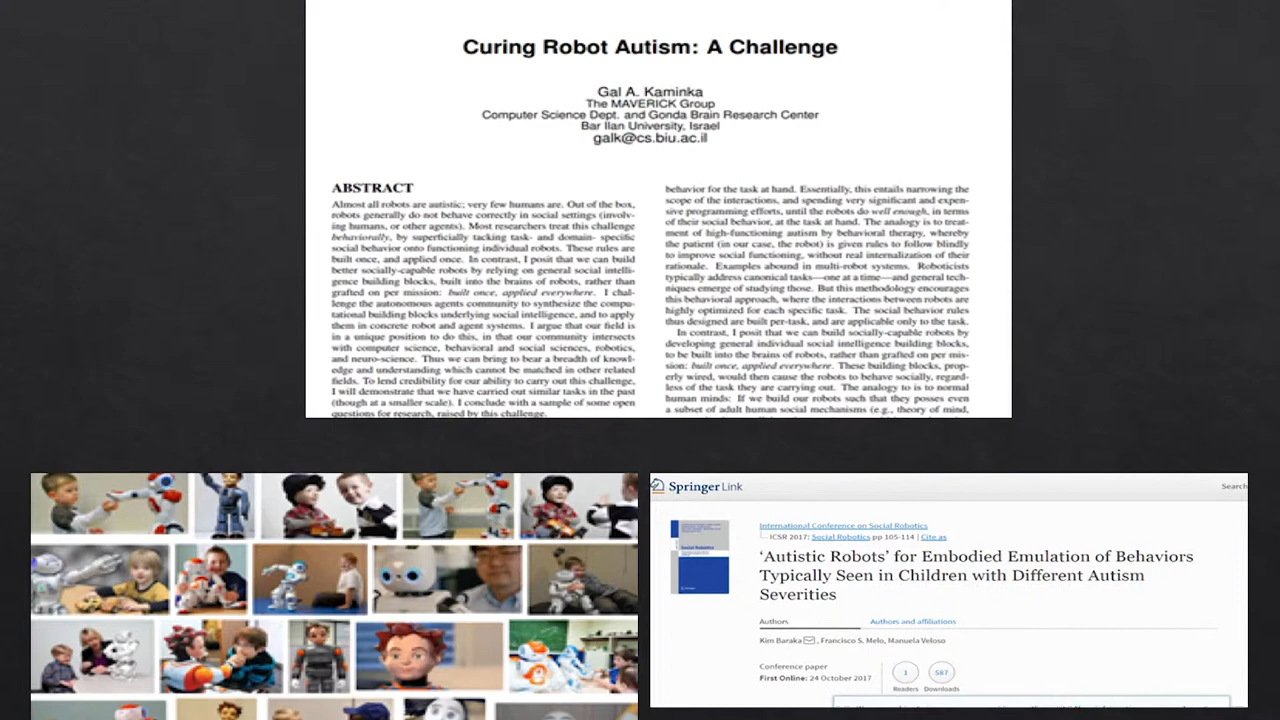 Curing Robot Autism: A Challenge
Gal A. Kaminka
The MAVERICK Group
Computer Science Dept. and Gonda Brain Research Center
Bar Ilan University, Israel
galk@cs.biu.ac.il
ABSTRACT
Almost all robots are autistic; very few humans are. Out of the box,
robots generally do not behave correctly in social settings (involv-
ing humans, or other agents). Most researchers treat this challenge
behaviorally, by superficially tacking task- and domain- specific
social behavior onto functioning individual robots. These rules are
built once, and applied once. In contrast, I posit that we can build
better socially-capable robots by relying on general social intelli-
gence building blocks, built into the brains of robots, rather than
grafted on per mission: built once, applied everywhere. I chal-
lenge the autonomous agents community to synthesize the compu-
tational building blocks underlying social intelligence, and to apply
them in concrete robot and agent systems. I argue that our field is
in a unique position to do this, in that our community intersects
with computer science, behavioral and social sciences, robotics,
and neuro-science. Thus we can bring to bear a breadth of knowl-
edge and understanding which cannot be matched in other related
fields. To lend credibility for our ability to carry out this challenge,
I will demonstrate that we have carried out similar tasks in the past
(though at a smaller scale). I conclude with a sample of some open
questions for research, raised by this challenge.
behavior for the task at hand. Essentially, this entails narrowing the
scope of the interactions, and spending very significant and expen-
sive programming efforts, until the robots do well enough, in terms
of their social behavior, at the task at hand. The analogy is to treat-
ment of high-functioning autism by behavioral therapy, whereby
the patient (in our case, the robot) is given rules to follow blindly
to improve social functioning, without real internalization of their
rationale. Examples abound in multi-robot systems. Roboticists
typically address canonical tasks—one at a time—and general tech-
niques emerge of studying those. But this methodology encourages
this behavioral approach, where the interactions between robots are
highly optimized for each specific task. The social behavior rules
thus designed are built per-task, and are applicable only to the task.
In contrast, I posit that we can build socially-capable robots by
developing general individual social intelligence building blocks,
to be built into the brains of robots, rather than grafted on per mis-
sion: built once, applied everywhere. These building blocks, prop-
erly wired, would then cause the robots to behave socially, regard-
less of the task they are carrying out. The analogy to is to normal
human minds: If we build our robots such that they posses even
a subset of adult human social mechanisms (e.g., theory of mind,
Springer Link
Search
International Conference on Social Robotics
ICSR 2017: Social Robotics pp 105-114 | Cite as
‘Autistic Robots’ for Embodied Emulation of Behaviors
Typically Seen in Children with Different Autism
Severities
Authors
Authors and affiliations
Kim Baraka , Francisco S. Melo, Manuela Veloso
Conference paper
First Online: 24 October 2017
1
Readers
587
Downloads
Social Robotics